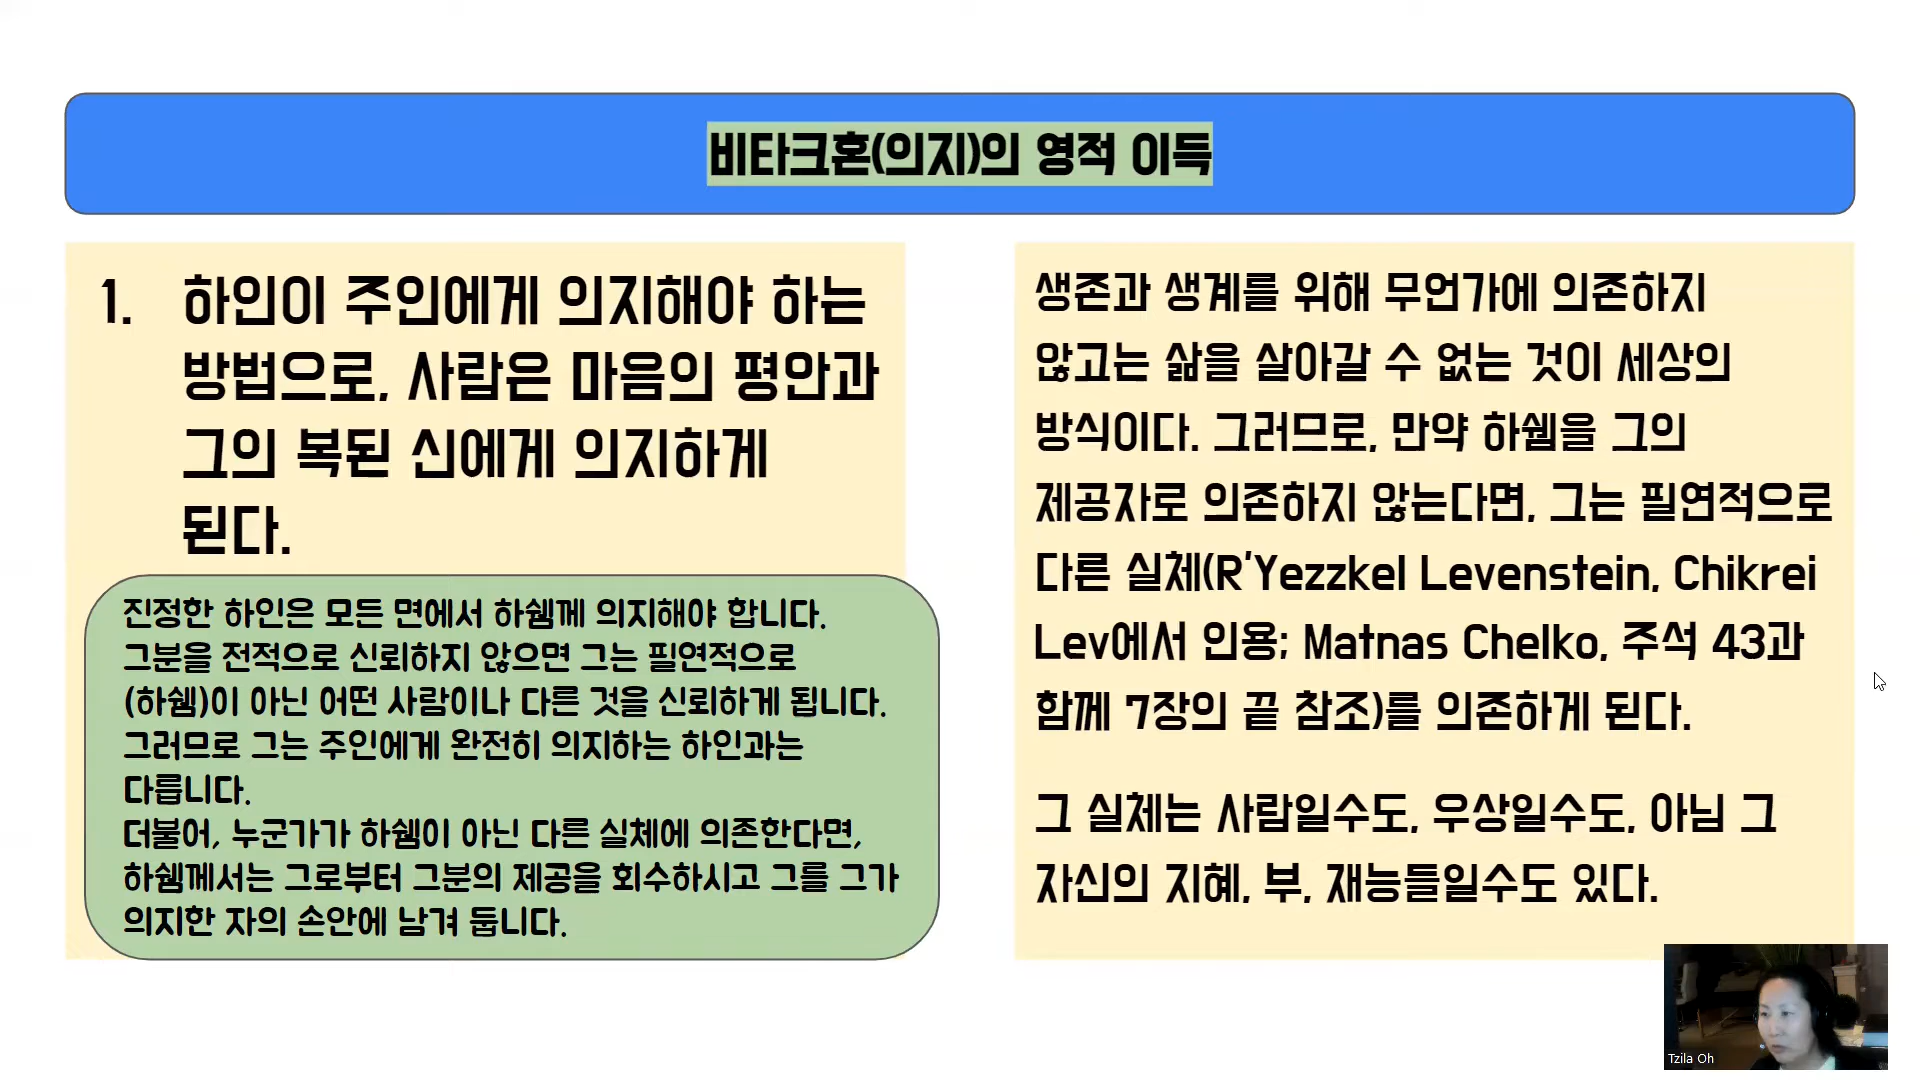 비타크혼(의지)의 영적 이득
1. 하인이 주인에게 의지해야 하는
방법으로, 사람은 마음의 평안과
그의 복된 신에게 의지하게
된다.
진정한 하인은 모든 면에서 하쉠께 의지해야 합니다.
그분을 전적으로 신뢰하지 않으면 그는 필연적으로
(하쉠)이 아닌 어떤 사람이나 다른 것을 신뢰하게 됩니다.
그러므로 그는 주인에게 완전히 의지하는 하인과는
다릅니다.
더불어, 누군가가 하쉠이 아닌 다른 실체에 의존한다면,
하쉠께서는 그로부터 그분의 제공을 회수하시고 그를 그가
의지한 자의 손안에 남겨 둡니다.
생존과 생계를 위해 무언가에 의존하지
않고는 삶을 살아갈 수 없는 것이 세상의
방식이다. 그러므로, 만약 하쉠을 그의
제공자로 의존하지 않는다면, 그는 필연적으로
다른 실체(R'Yezzkel Levenstein, Chikrei
Lev에서 인용; Matnas Chelko, 주석 43과
함께 7장의 끝 참조)를 의존하게 된다.
그 실체는 사람일수도, 우상일수도, 아님 그
자신의 지혜, 부, 재능들일수도 있다.
Tzila Oh